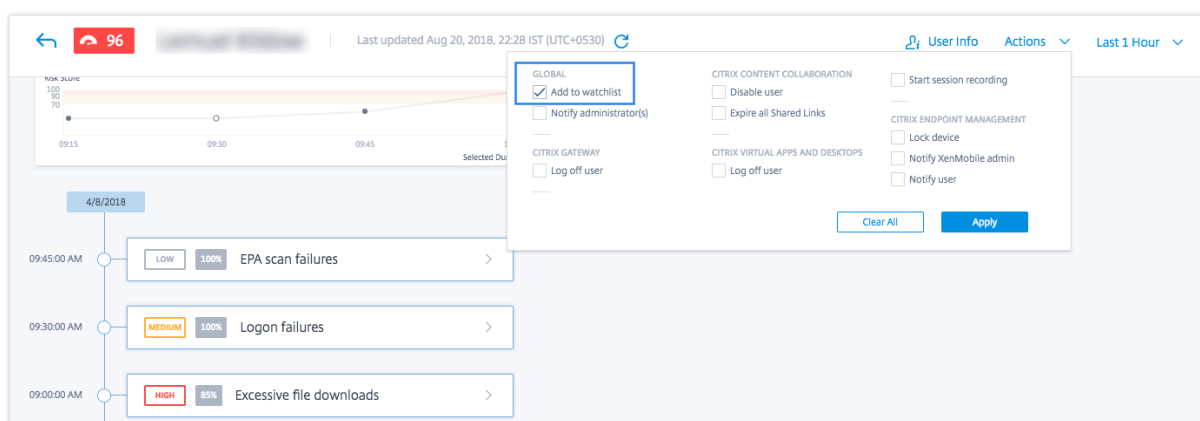 96
Last updated Aug 20, 2018, 22:28 IST (UTC+0530)
User Info
Actions
Last 1 Hour
Risk Score
100
90
70
09:15
09:30
09:45
Selected
GLOBAL
Add to watchlist
Notify administrator(s)
CITRIX GATEWAY
Log off user
CITRIX CONTENT COLLABORATION
Disable user
Expire all Shared Links
CITRIX VIRTUAL APPS AND DESKTOPS
Log off user
Start session recording
CITRIX ENDPOINT MANAGEMENT
Lock device
Notify XenMobile admin
Notify user
Clear All
Apply
4/8/2018
09:45:00 AM
LOW 100% EPA scan failures
09:30:00 AM
MEDIUM 100% Logon failures
09:00:00 AM
HIGH 85% Excessive file downloads